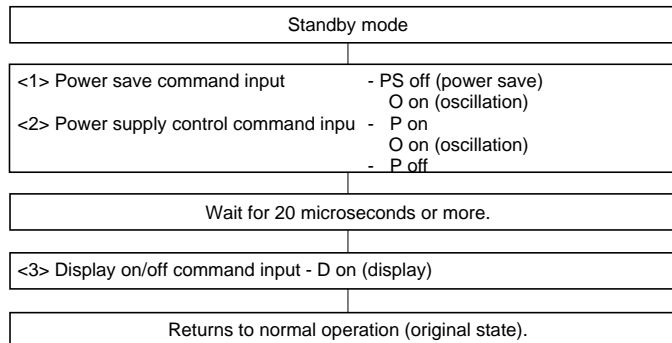 Standby mode
<1> Power save command input - PS off (power save)
O on (oscillation)
<2> Power supply control command inpu - P on
O on (oscillation)
- P off
Wait for 20 microseconds or more.
<3> Display on/off command input - D on (display)
Returns to normal operation (original state).